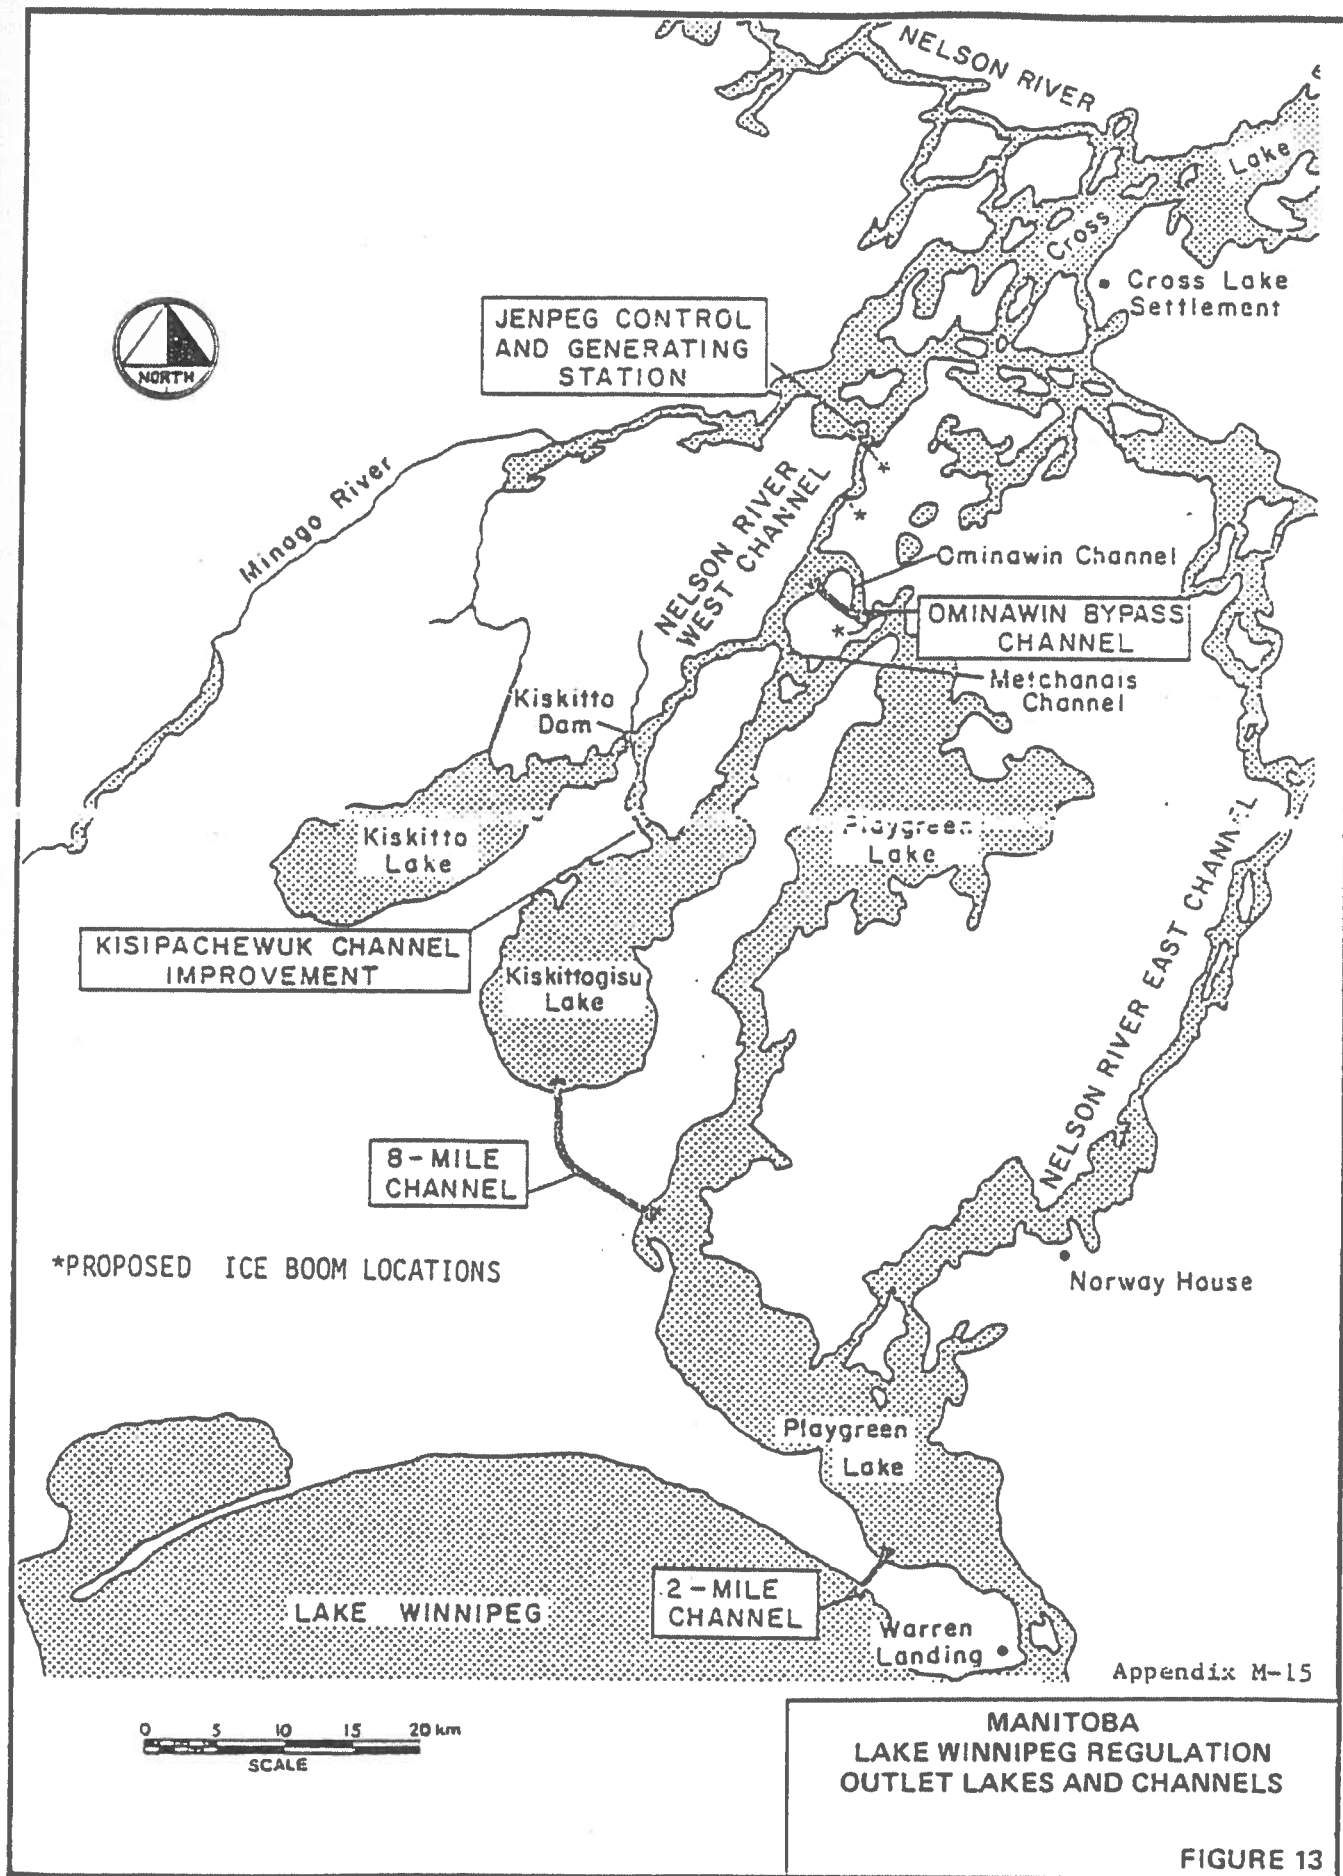 NELSON RIVER
Lake
Cross
Cross Lake
Settlement
NORTH
JENPEG CONTROL
AND GENERATING
STATION
*
*
Minago River
NELSON RIVER
WEST CHANNEL
Ominawin Channel
OMINAWIN BYPASS
CHANNEL
*
Metchanais
Channel
Kiskitto
Dam
Kiskitto
Lake
Playgreen
Lake
NELSON RIVER EAST CHANNEL
KISIPACHEWUK CHANNEL
IMPROVEMENT
Kiskittogisu
Lake
8-MILE
CHANNEL
*PROPOSED ICE BOOM LOCATIONS
Norway House
Playgreen
Lake
2-MILE
CHANNEL
LAKE WINNIPEG
Warren
Landing
Appendix M-15
0 5 10 15 20 km
SCALE
MANITOBA
LAKE WINNIPEG REGULATION
OUTLET LAKES AND CHANNELS
FIGURE 13